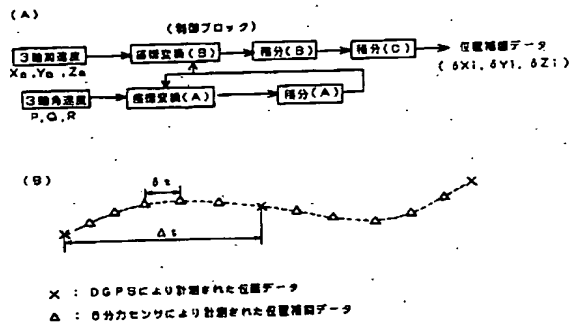 (A)
(制御ブロック)
3軸加速度 座標変換(B) 積分(B) 積分(C) 位置補間データ
Xa,Ya,Za
(δXi,δYi,δZi)
3軸角速度 座標変換(A) 積分(A)
P,Q,R
(B)
δt
Δt
× : DGPSにより計測された位置データ
△ : 6分力センサにより計測された位置補間データ